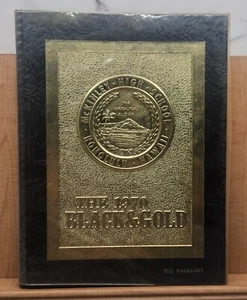 McKINLEY · HIGH · SCHOOL
HONOLULU, HAWAII
THE 1970
BLACK & GOLD